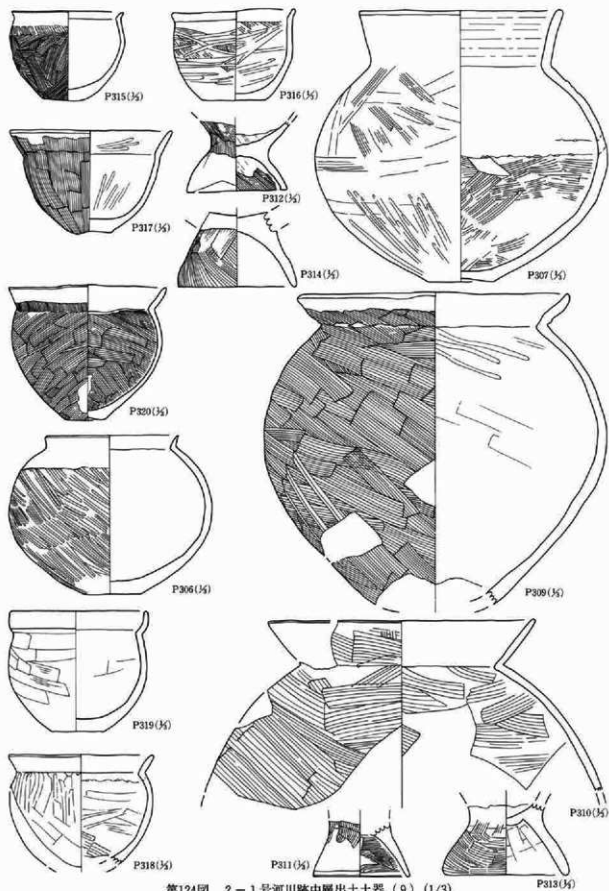 P315(⅓)
P316(⅓)
P317(⅓)
P312(⅓)
P314(⅓)
P307(⅓)
P320(⅓)
P306(⅓)
P309(⅓)
P319(⅓)
P318(⅓)
P310(⅓)
P311(⅓)
P313(⅓)
第124図 2－1号河川跡中層出土土器（9）(1/3)